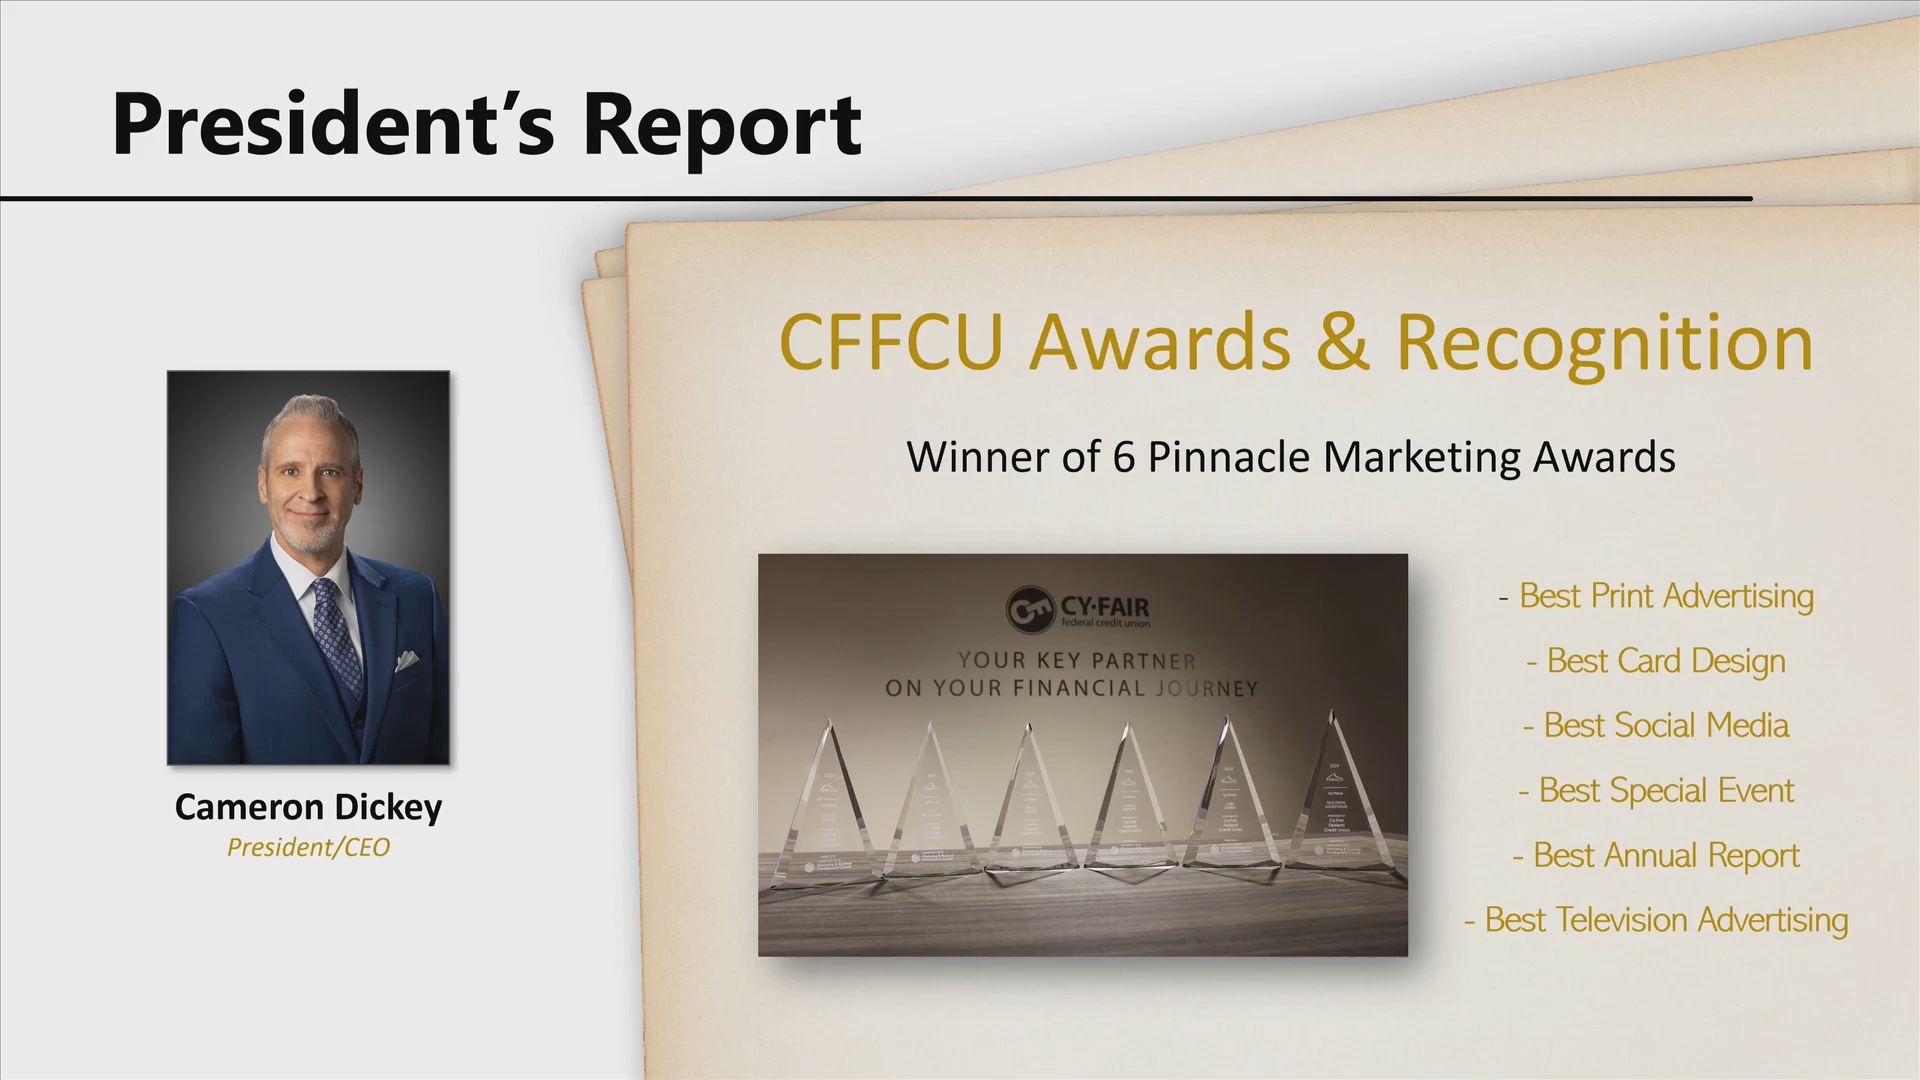 President’s Report
CFFCU Awards & Recognition
Winner of 6 Pinnacle Marketing Awards
CY-FAIR
federal credit union
YOUR KEY PARTNER
ON YOUR FINANCIAL JOURNEY
- Best Print Advertising
- Best Card Design
- Best Social Media
- Best Special Event
- Best Annual Report
- Best Television Advertising
Cameron Dickey
President/CEO